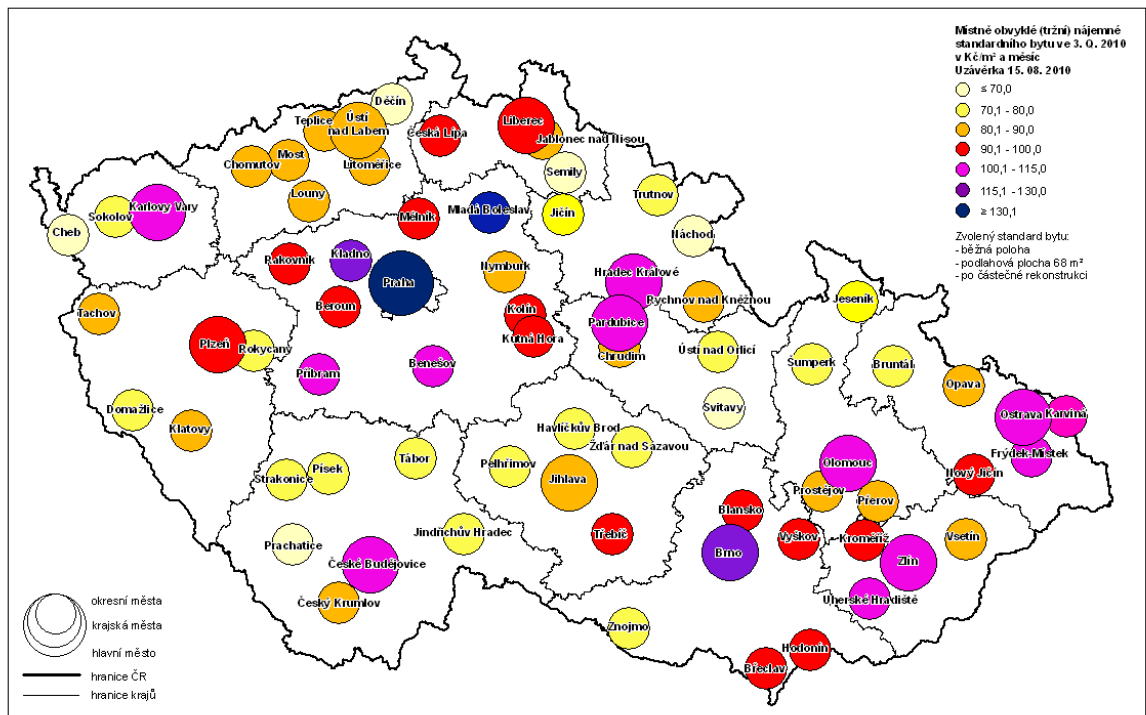 Místně obvyklé (tržní) nájemné
standardního bytu ve 3. Q. 2010
v Kč/m² a měsíc
Uzávěrka 15. 08. 2010
≤ 70,0
70,1 - 80,0
80,1 - 90,0
90,1 - 100,0
100,1 - 115,0
115,1 - 130,0
≥ 130,1
Zvolený standard bytu:
- běžná poloha
- podlahová plocha 68 m²
- po částečné rekonstrukci
Děčín
Teplice
Ústí
nad Labem
Česká Lípa
Liberec
Jablonec nad Nisou
Chomutov
Most
Litoměřice
Semily
Louny
Trutnov
Karlovy Vary
Sokolov
Cheb
Mělník
Mladá Boleslav
Jičín
Náchod
Rakovník
Kladno
Praha
Nymburk
Hradec Králové
Rychnov nad Kněžnou
Jeseník
Tachov
Beroun
Kolín
Kutná Hora
Pardubice
Chrudim
Plzeň
Rokycany
Ústí nad Orlicí
Šumperk
Bruntál
Příbram
Benešov
Opava
Domažlice
Klatovy
Svitavy
Ostrava
Karviná
Havlíčkův Brod
Žďár nad Sázavou
Frýdek-Místek
Tábor
Pelhřimov
Písek
Strakonice
Jihlava
Olomouc
Nový Jičín
Prostějov
Přerov
Blansko
Jindřichův Hradec
Třebíč
Vyškov
Kroměříž
Vsetín
Prachatice
Brno
Zlín
České Budějovice
Český Krumlov
Uherské Hradiště
Znojmo
Hodonín
Břeclav
okresní města
krajská města
hlavní město
hranice ČR
hranice krajů